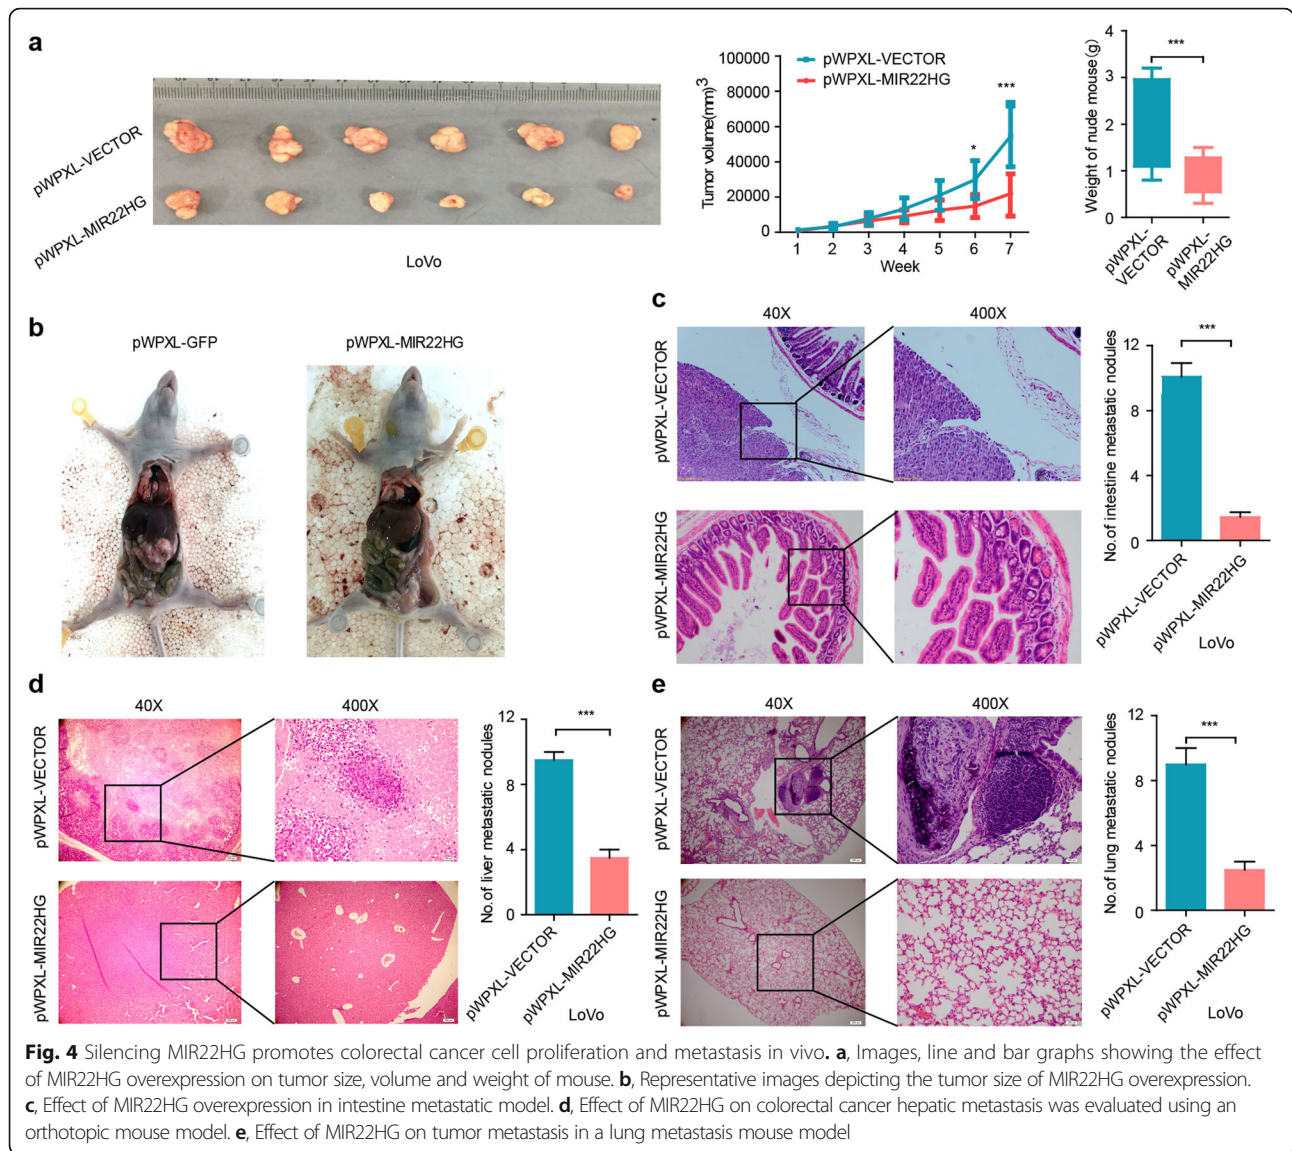 a
pWPXL-VECTOR
pWPXL-MIR22HG
LoVo
Tumor volume(mm)3
100000
80000
60000
40000
20000
0
pWPXL-VECTOR
pWPXL-MIR22HG
*
***
1 2 3 4 5 6 7
Week
Weight of nude mouse(g)
4
3
2
1
0
***
pWPXL-VECTOR
pWPXL-MIR22HG
b
pWPXL-GFP
pWPXL-MIR22HG
c
40X
400X
pWPXL-VECTOR
pWPXL-MIR22HG
No.of intestine metastatic nodules
12
8
4
0
***
pWPXL-VECTOR
pWPXL-MIR22HG
LoVo
d
40X
400X
pWPXL-VECTOR
pWPXL-MIR22HG
No.of liver metastatic nodules
12
8
4
0
***
pWPXL-VECTOR
pWPXL-MIR22HG
LoVo
e
40X
400X
pWPXL-VECTOR
pWPXL-MIR22HG
No.of lung metastatic nodules
12
8
4
0
***
pWPXL-VECTOR
pWPXL-MIR22HG
LoVo
Fig. 4 Silencing MIR22HG promotes colorectal cancer cell proliferation and metastasis in vivo. a, Images, line and bar graphs showing the effect
of MIR22HG overexpression on tumor size, volume and weight of mouse. b, Representative images depicting the tumor size of MIR22HG overexpression.
c, Effect of MIR22HG overexpression in intestine metastatic model. d, Effect of MIR22HG on colorectal cancer hepatic metastasis was evaluated using an
orthotopic mouse model. e, Effect of MIR22HG on tumor metastasis in a lung metastasis mouse model